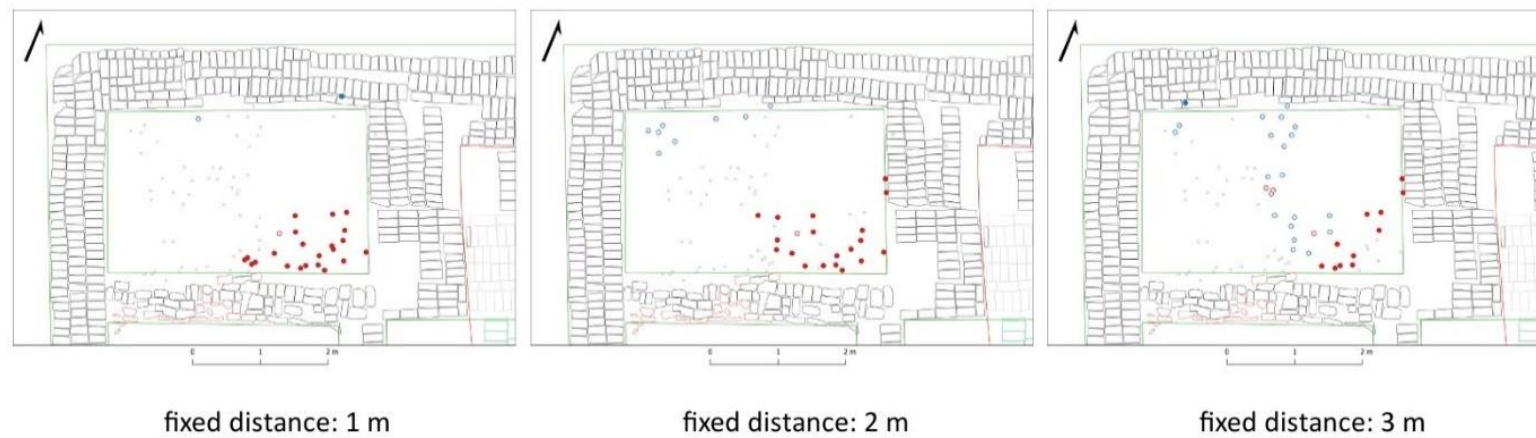 0 1 2 m
0 1 2 m
0 1 2 m
fixed distance: 1 m
fixed distance: 2 m
fixed distance: 3 m